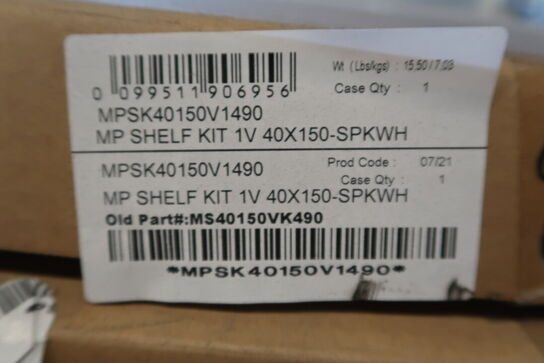 Wt (Lbs/kgs) : 15.50/7.03
0 099511 906956
Case Qty : 1
MPSK40150V1490
MP SHELF KIT 1V 40X150-SPKWH
MPSK40150V1490
Prod Code : 07/21
Case Qty : 1
MP SHELF KIT 1V 40X150-SPKWH
Old Part#:MS40150VK490
*MPSK40150V1490*